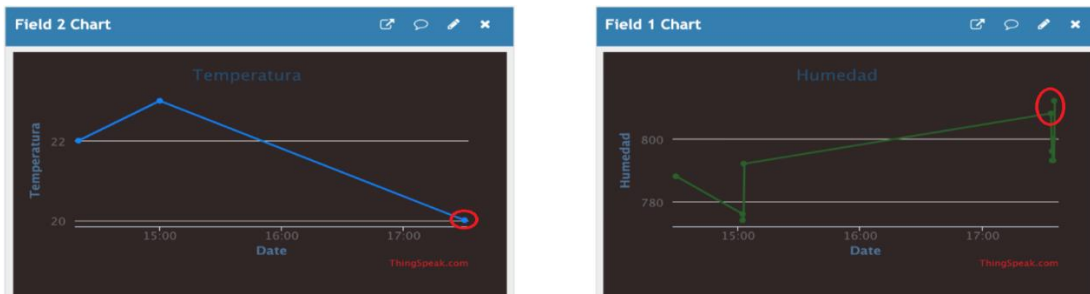 Field 2 Chart
Temperatura
Temperatura
22
20
15:00
16:00
17:00
Date
ThingSpeak.com
Field 1 Chart
Humedad
Humedad
800
780
15:00
16:00
17:00
Date
ThingSpeak.com